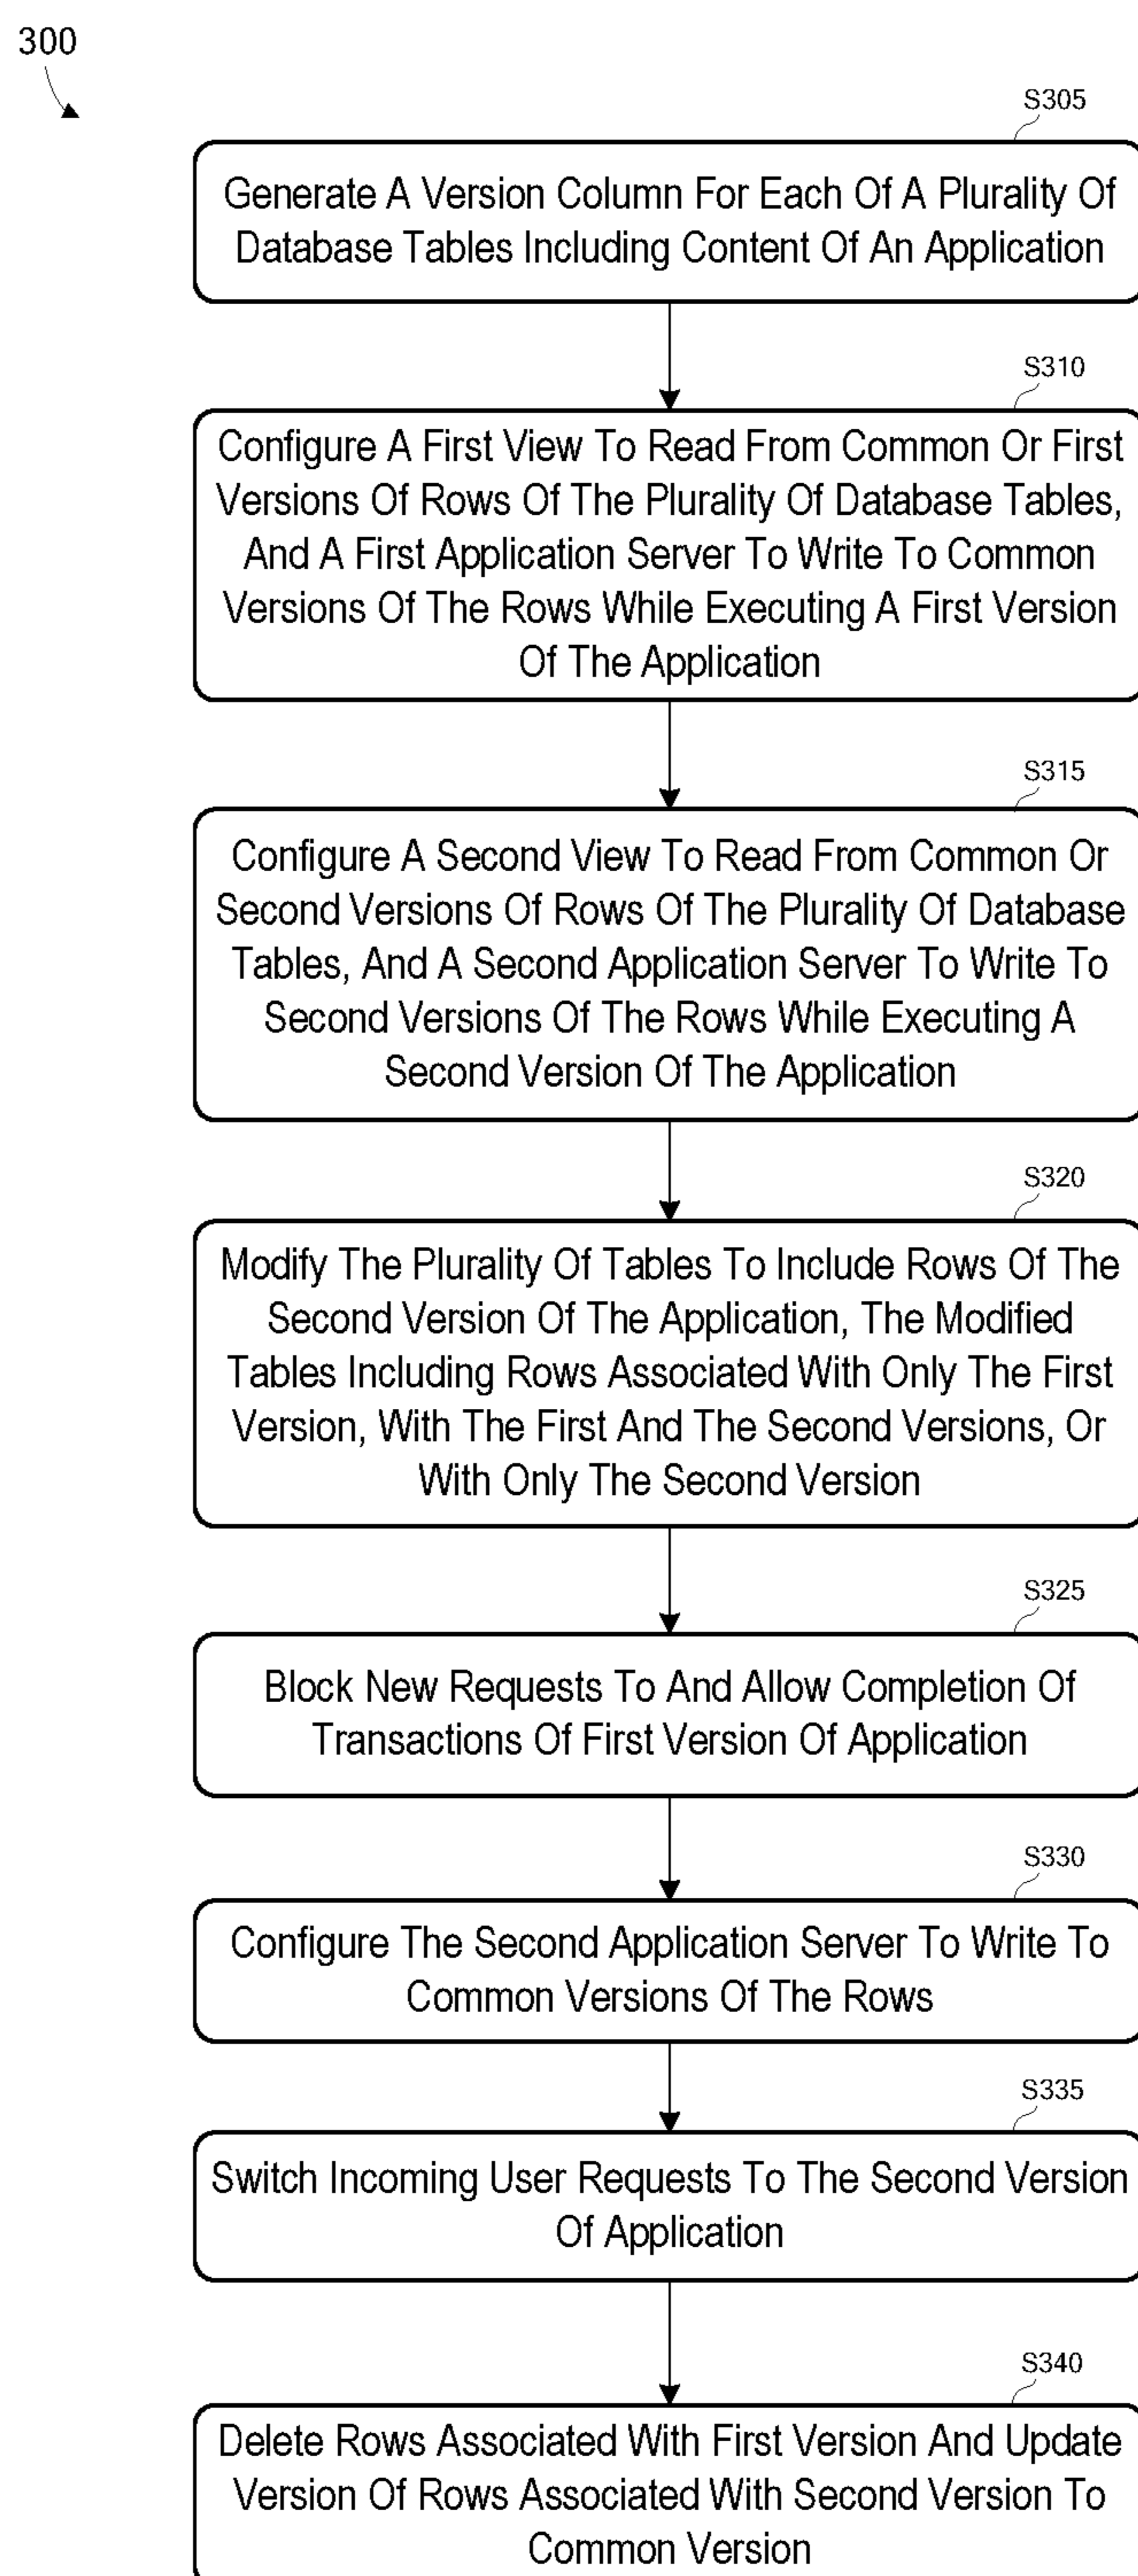 300
S305
Generate A Version Column For Each Of A Plurality Of
Database Tables Including Content Of An Application
S310
Configure A First View To Read From Common Or First
Versions Of Rows Of The Plurality Of Database Tables,
And A First Application Server To Write To Common
Versions Of The Rows While Executing A First Version
Of The Application
S315
Configure A Second View To Read From Common Or
Second Versions Of Rows Of The Plurality Of Database
Tables, And A Second Application Server To Write To
Second Versions Of The Rows While Executing A
Second Version Of The Application
S320
Modify The Plurality Of Tables To Include Rows Of The
Second Version Of The Application, The Modified
Tables Including Rows Associated With Only The First
Version, With The First And The Second Versions, Or
With Only The Second Version
S325
Block New Requests To And Allow Completion Of
Transactions Of First Version Of Application
S330
Configure The Second Application Server To Write To
Common Versions Of The Rows
S335
Switch Incoming User Requests To The Second Version
Of Application
S340
Delete Rows Associated With First Version And Update
Version Of Rows Associated With Second Version To
Common Version